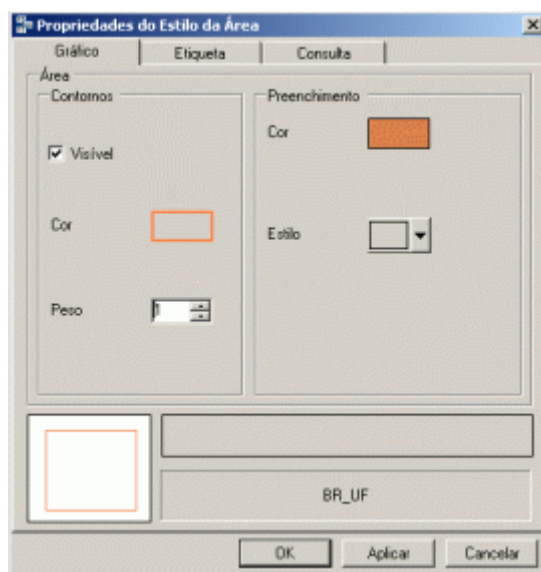 Propriedades do Estilo da Área
Gráfico Etiqueta Consulta
Área
Contornos Preenchimento
Cor
Visível
Cor Estilo
Peso 1
BR_UF
OK Aplicar Cancelar